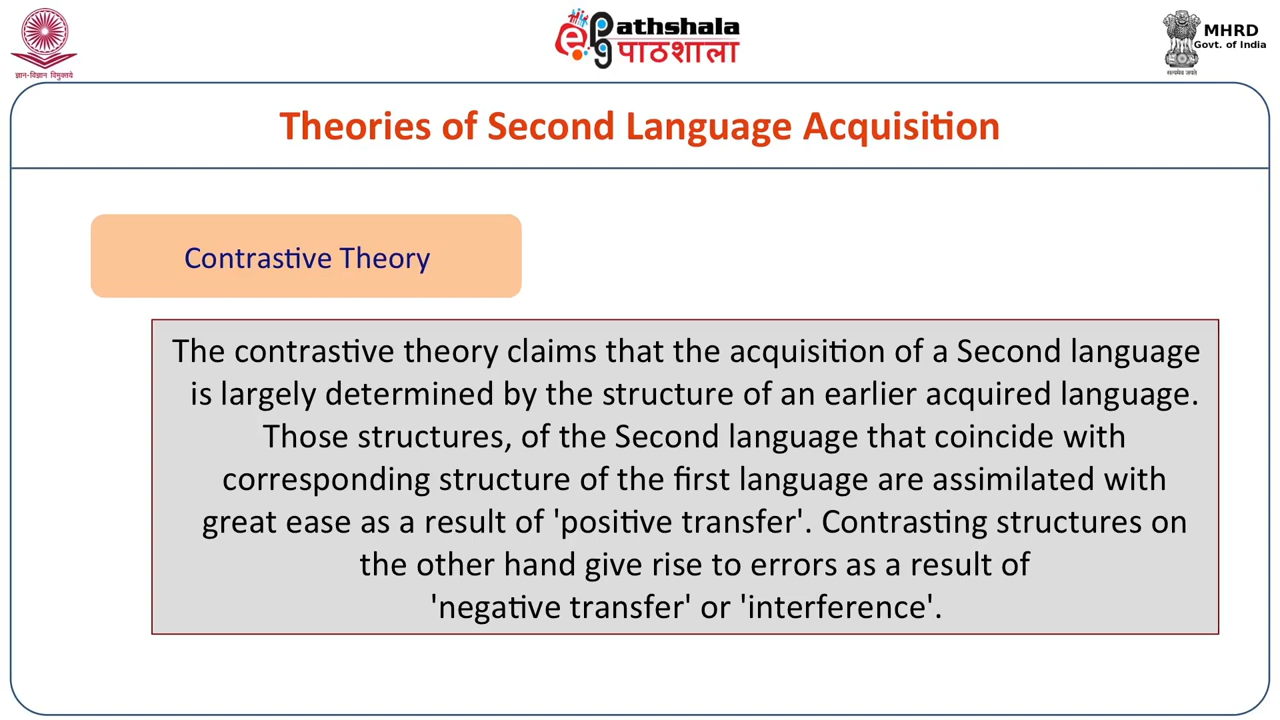 ज्ञान-विज्ञान विमुक्तये
ePathshala
पाठशाला
MHRD
Govt. of India
सत्यमेव जयते
Theories of Second Language Acquisition
Contrastive Theory
The contrastive theory claims that the acquisition of a Second language
is largely determined by the structure of an earlier acquired language.
Those structures, of the Second language that coincide with
corresponding structure of the first language are assimilated with
great ease as a result of 'positive transfer'. Contrasting structures on
the other hand give rise to errors as a result of
'negative transfer' or 'interference'.